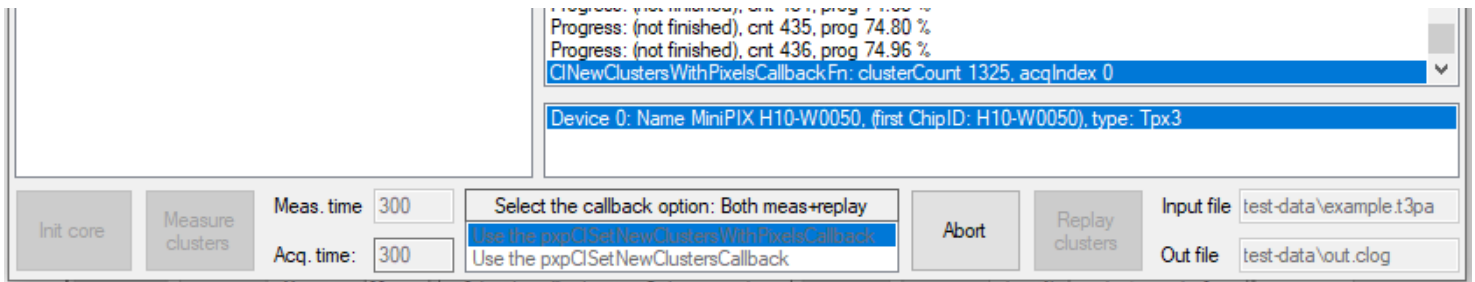 Progress: (not finished), cnt 435, prog 74.80 %
Progress: (not finished), cnt 436, prog 74.96 %
ClNewClustersWithPixelsCallbackFn: clusterCount 1325, acqIndex 0
Device 0: Name MiniPIX H10-W0050, (first ChipID: H10-W0050), type: Tpx3
Init core
Measure
clusters
Meas. time 300
Acq. time: 300
Select the callback option: Both meas+replay
Use the pxpClSetNewClustersWithPixelsCallback
Use the pxpClSetNewClustersCallback
Abort
Replay
clusters
Input file test-data\example.t3pa
Out file test-data\out.clog